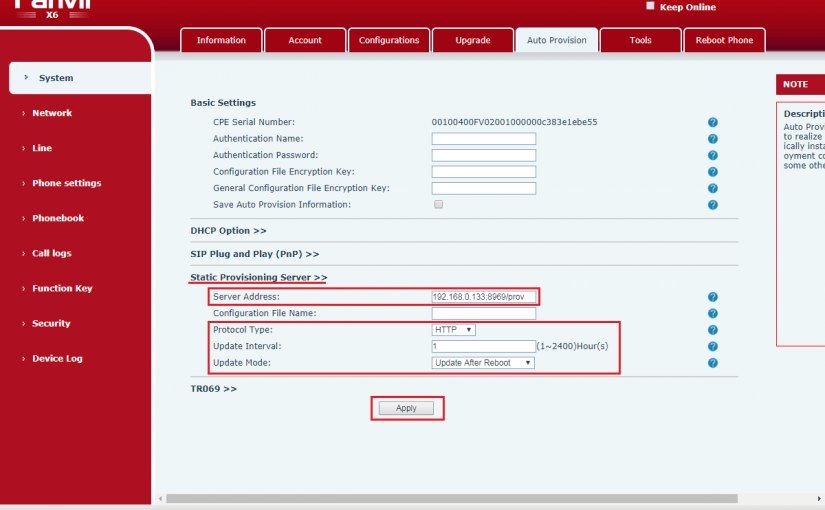 Fanvil
X6
Keep Online
Information Account Configurations Upgrade Auto Provision Tools Reboot Phone
› System
› Network
› Line
› Phone settings
› Phonebook
› Call logs
› Function Key
› Security
› Device Log
Basic Settings
CPE Serial Number: 00100400FV02001000000c383e1ebe55
Authentication Name:
Authentication Password:
Configuration File Encryption Key:
General Configuration File Encryption Key:
Save Auto Provision Information:
DHCP Option >>
SIP Plug and Play (PnP) >>
Static Provisioning Server >>
Server Address: 192.168.0.133:8969/prov
Configuration File Name:
Protocol Type: HTTP
Update Interval: 1 (1~2400)Hour(s)
Update Mode: Update After Reboot
TR069 >>
Apply
NOTE
Descripti
Auto Provi
to realize
ically insta
oyment co
some othe